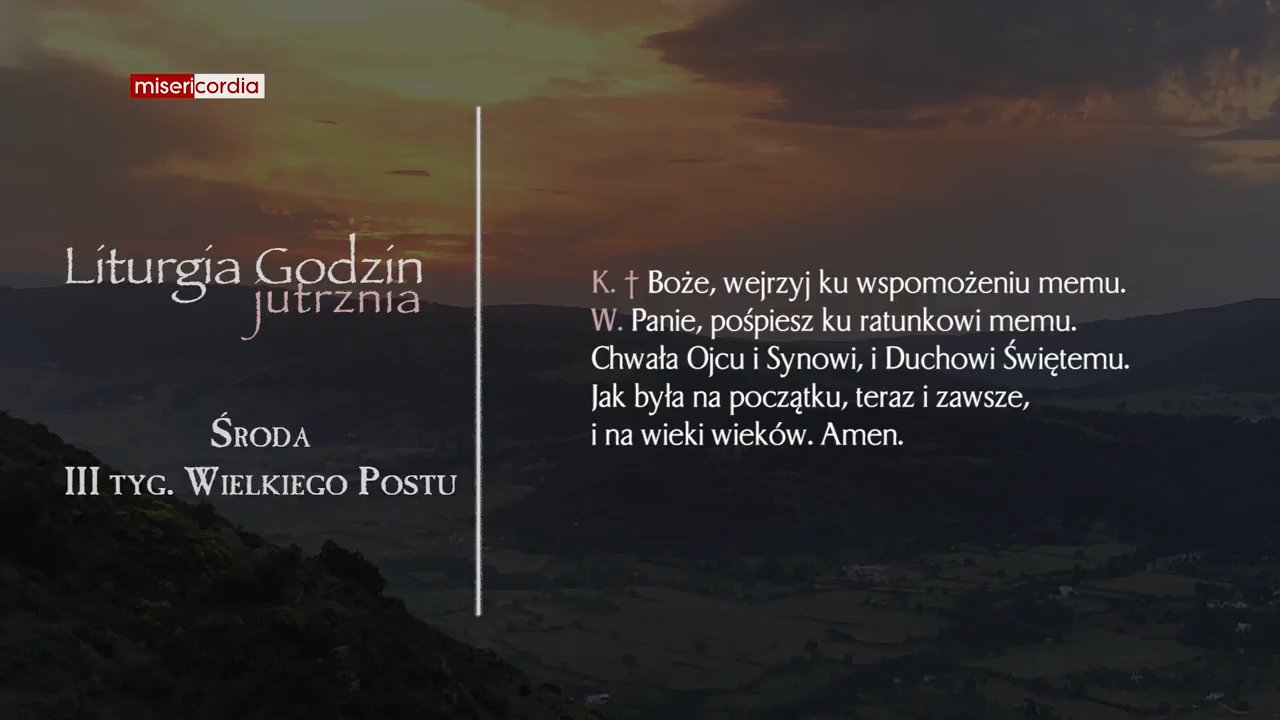 misericordia
Liturgia Godzin
jutrznia
Środa
III tyg. Wielkiego Postu
K. † Boże, wejrzyj ku wspomożeniu memu.
W. Panie, pośpiesz ku ratunkowi memu.
Chwała Ojcu i Synowi, i Duchowi Świętemu.
Jak była na początku, teraz i zawsze,
i na wieki wieków. Amen.